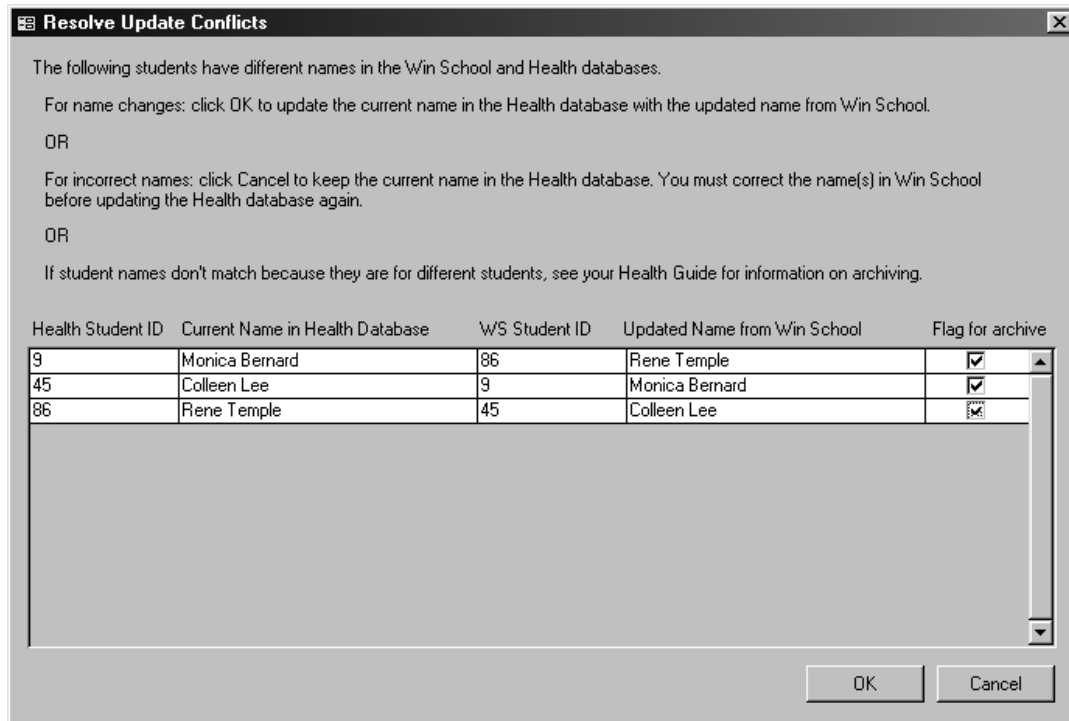 Resolve Update Conflicts
The following students have different names in the Win School and Health databases.
For name changes: click OK to update the current name in the Health database with the updated name from Win School.
OR
For incorrect names: click Cancel to keep the current name in the Health database. You must correct the name(s) in Win School
before updating the Health database again.
OR
If student names don't match because they are for different students, see your Health Guide for information on archiving.
Health Student ID Current Name in Health Database WS Student ID Updated Name from Win School Flag for archive
9 Monica Bernard 86 Rene Temple
45 Colleen Lee 9 Monica Bernard
86 Rene Temple 45 Colleen Lee
OK Cancel